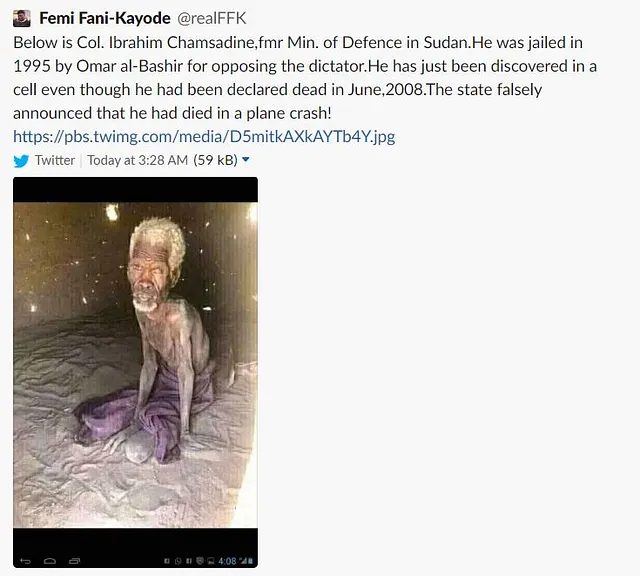 Femi Fani-Kayode @realFFK
Below is Col. Ibrahim Chamsadine,fmr Min. of Defence in Sudan.He was jailed in
1995 by Omar al-Bashir for opposing the dictator.He has just been discovered in a
cell even though he had been declared dead in June,2008.The state falsely
announced that he had died in a plane crash!
https://pbs.twimg.com/media/D5mitkAXkAYTb4Y.jpg
Twitter | Today at 3:28 AM (59 kB)
4:08